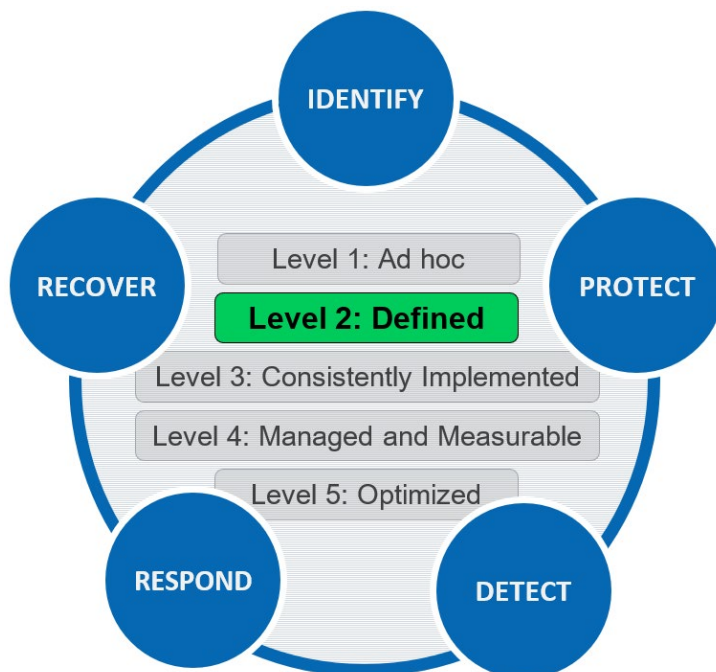 IDENTIFY
PROTECT
RECOVER
Level 1: Ad hoc
Level 2: Defined
Level 3: Consistently Implemented
Level 4: Managed and Measurable
Level 5: Optimized
RESPOND
DETECT